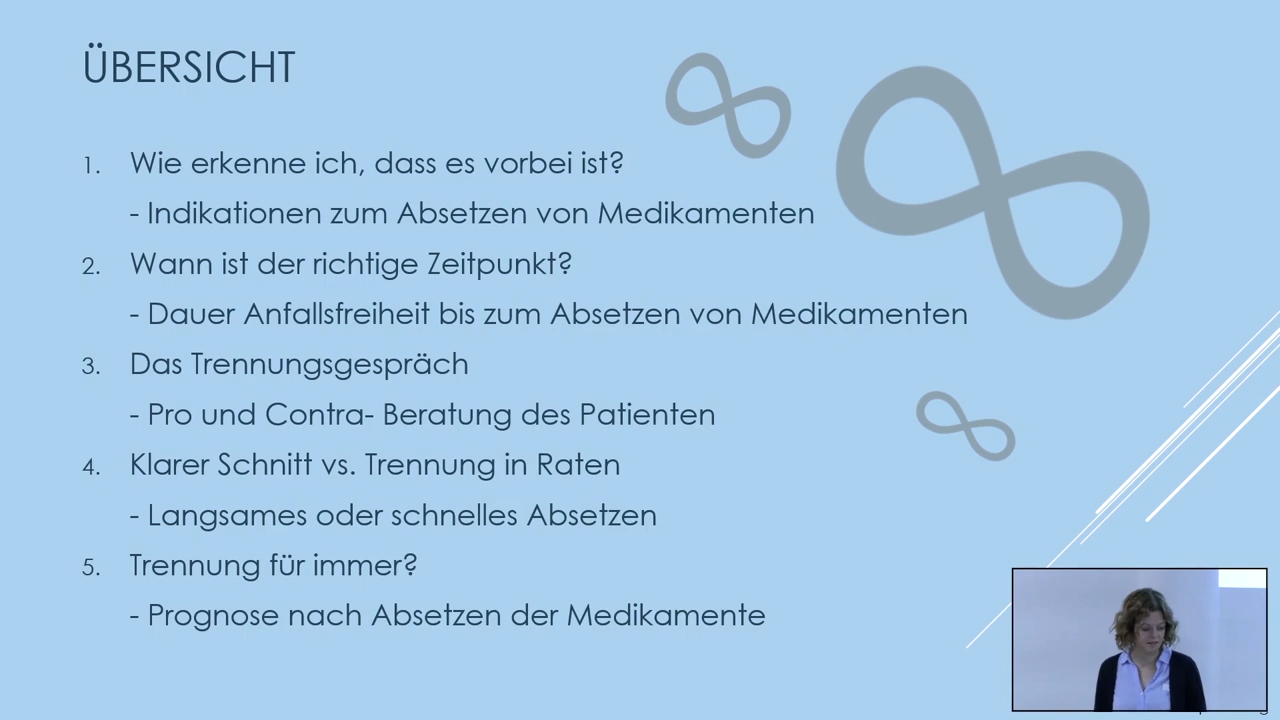 ÜBERSICHT
1. Wie erkenne ich, dass es vorbei ist?
- Indikationen zum Absetzen von Medikamenten
2. Wann ist der richtige Zeitpunkt?
- Dauer Anfallsfreiheit bis zum Absetzen von Medikamenten
3. Das Trennungsgespräch
- Pro und Contra- Beratung des Patienten
4. Klarer Schnitt vs. Trennung in Raten
- Langsames oder schnelles Absetzen
5. Trennung für immer?
- Prognose nach Absetzen der Medikamente